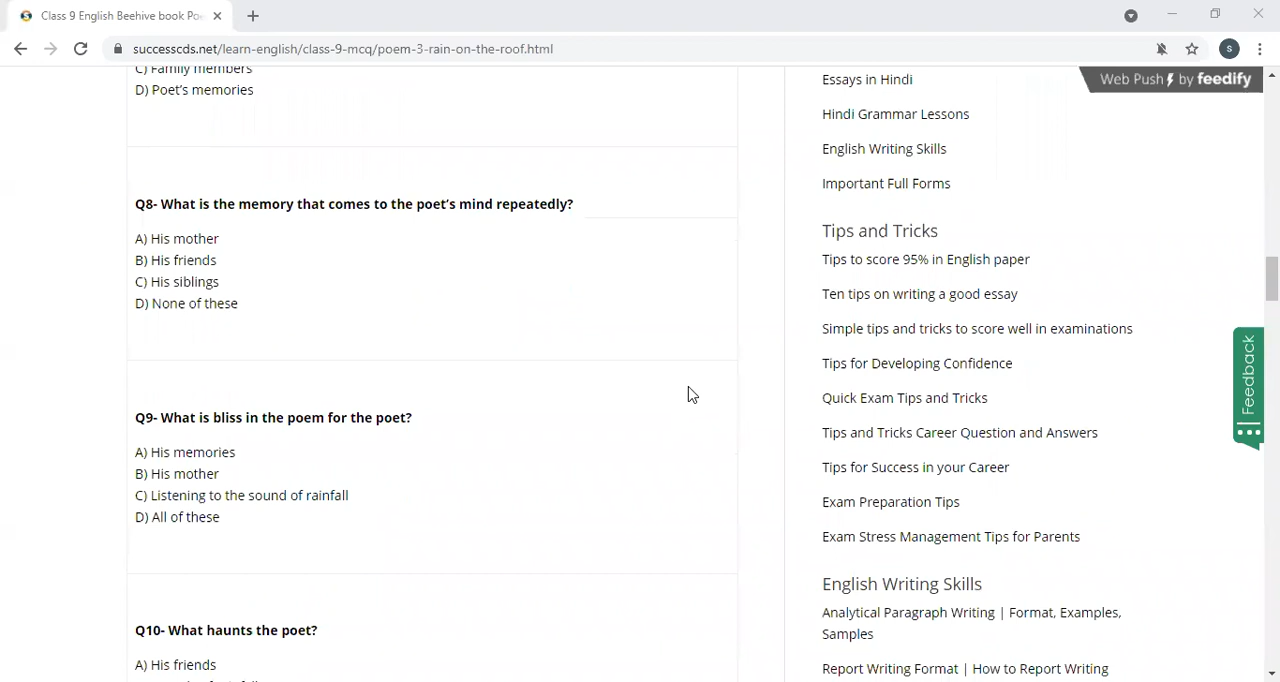 Class 9 English Beehive book Po
successcds.net/learn-english/class-9-mcq/poem-3-rain-on-the-roof.html
S
C) Family members
D) Poet's memories
Q8- What is the memory that comes to the poet's mind repeatedly?
A) His mother
B) His friends
C) His siblings
D) None of these
Q9- What is bliss in the poem for the poet?
A) His memories
B) His mother
C) Listening to the sound of rainfall
D) All of these
Q10- What haunts the poet?
A) His friends
Web Push by feedify
Essays in Hindi
Hindi Grammar Lessons
English Writing Skills
Important Full Forms
Tips and Tricks
Tips to score 95% in English paper
Ten tips on writing a good essay
Simple tips and tricks to score well in examinations
Tips for Developing Confidence
Quick Exam Tips and Tricks
Tips and Tricks Career Question and Answers
Tips for Success in your Career
Exam Preparation Tips
Exam Stress Management Tips for Parents
English Writing Skills
Analytical Paragraph Writing | Format, Examples,
Samples
Report Writing Format | How to Report Writing
Feedback